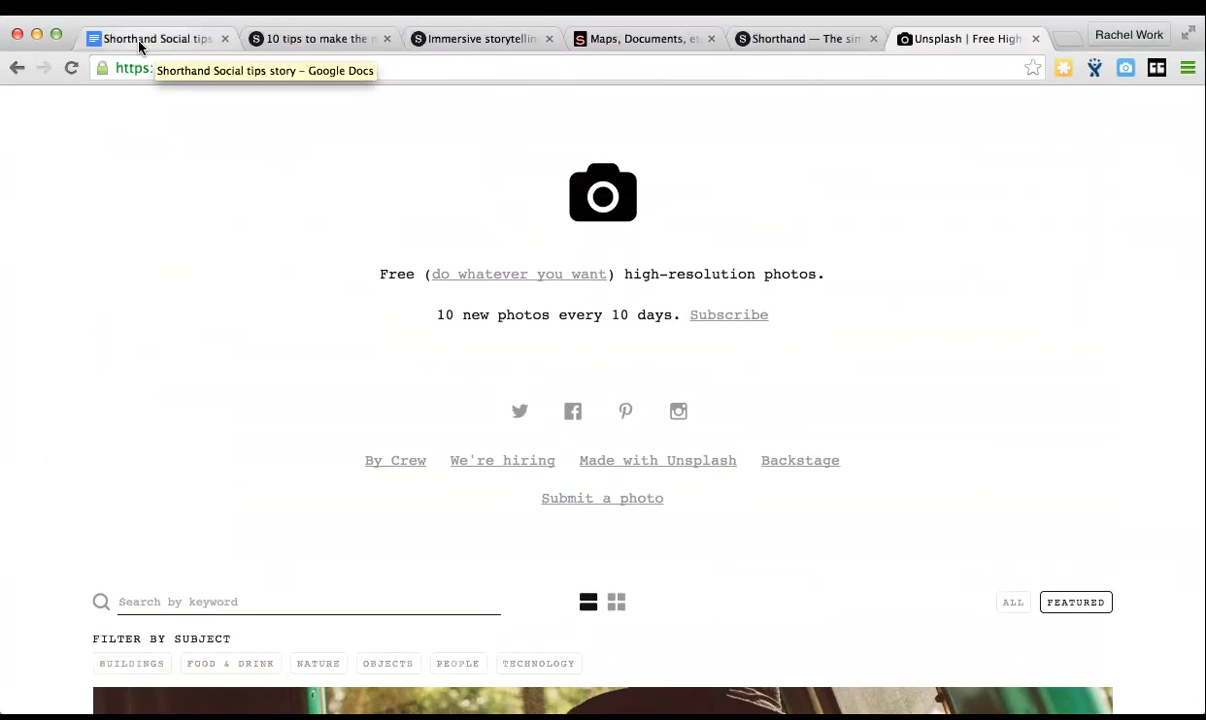 Shorthand Social tips
10 tips to make the
Immersive storytelli
Maps, Documents, et
Shorthand — The sim
Unsplash | Free High
Rachel Work
https:
Shorthand Social tips story – Google Docs
Free (do whatever you want) high-resolution photos.
10 new photos every 10 days. Subscribe
By Crew We're hiring Made with Unsplash Backstage
Submit a photo
Search by keyword
ALL FEATURED
FILTER BY SUBJECT
BUILDINGS FOOD & DRINK NATURE OBJECTS PEOPLE TECHNOLOGY